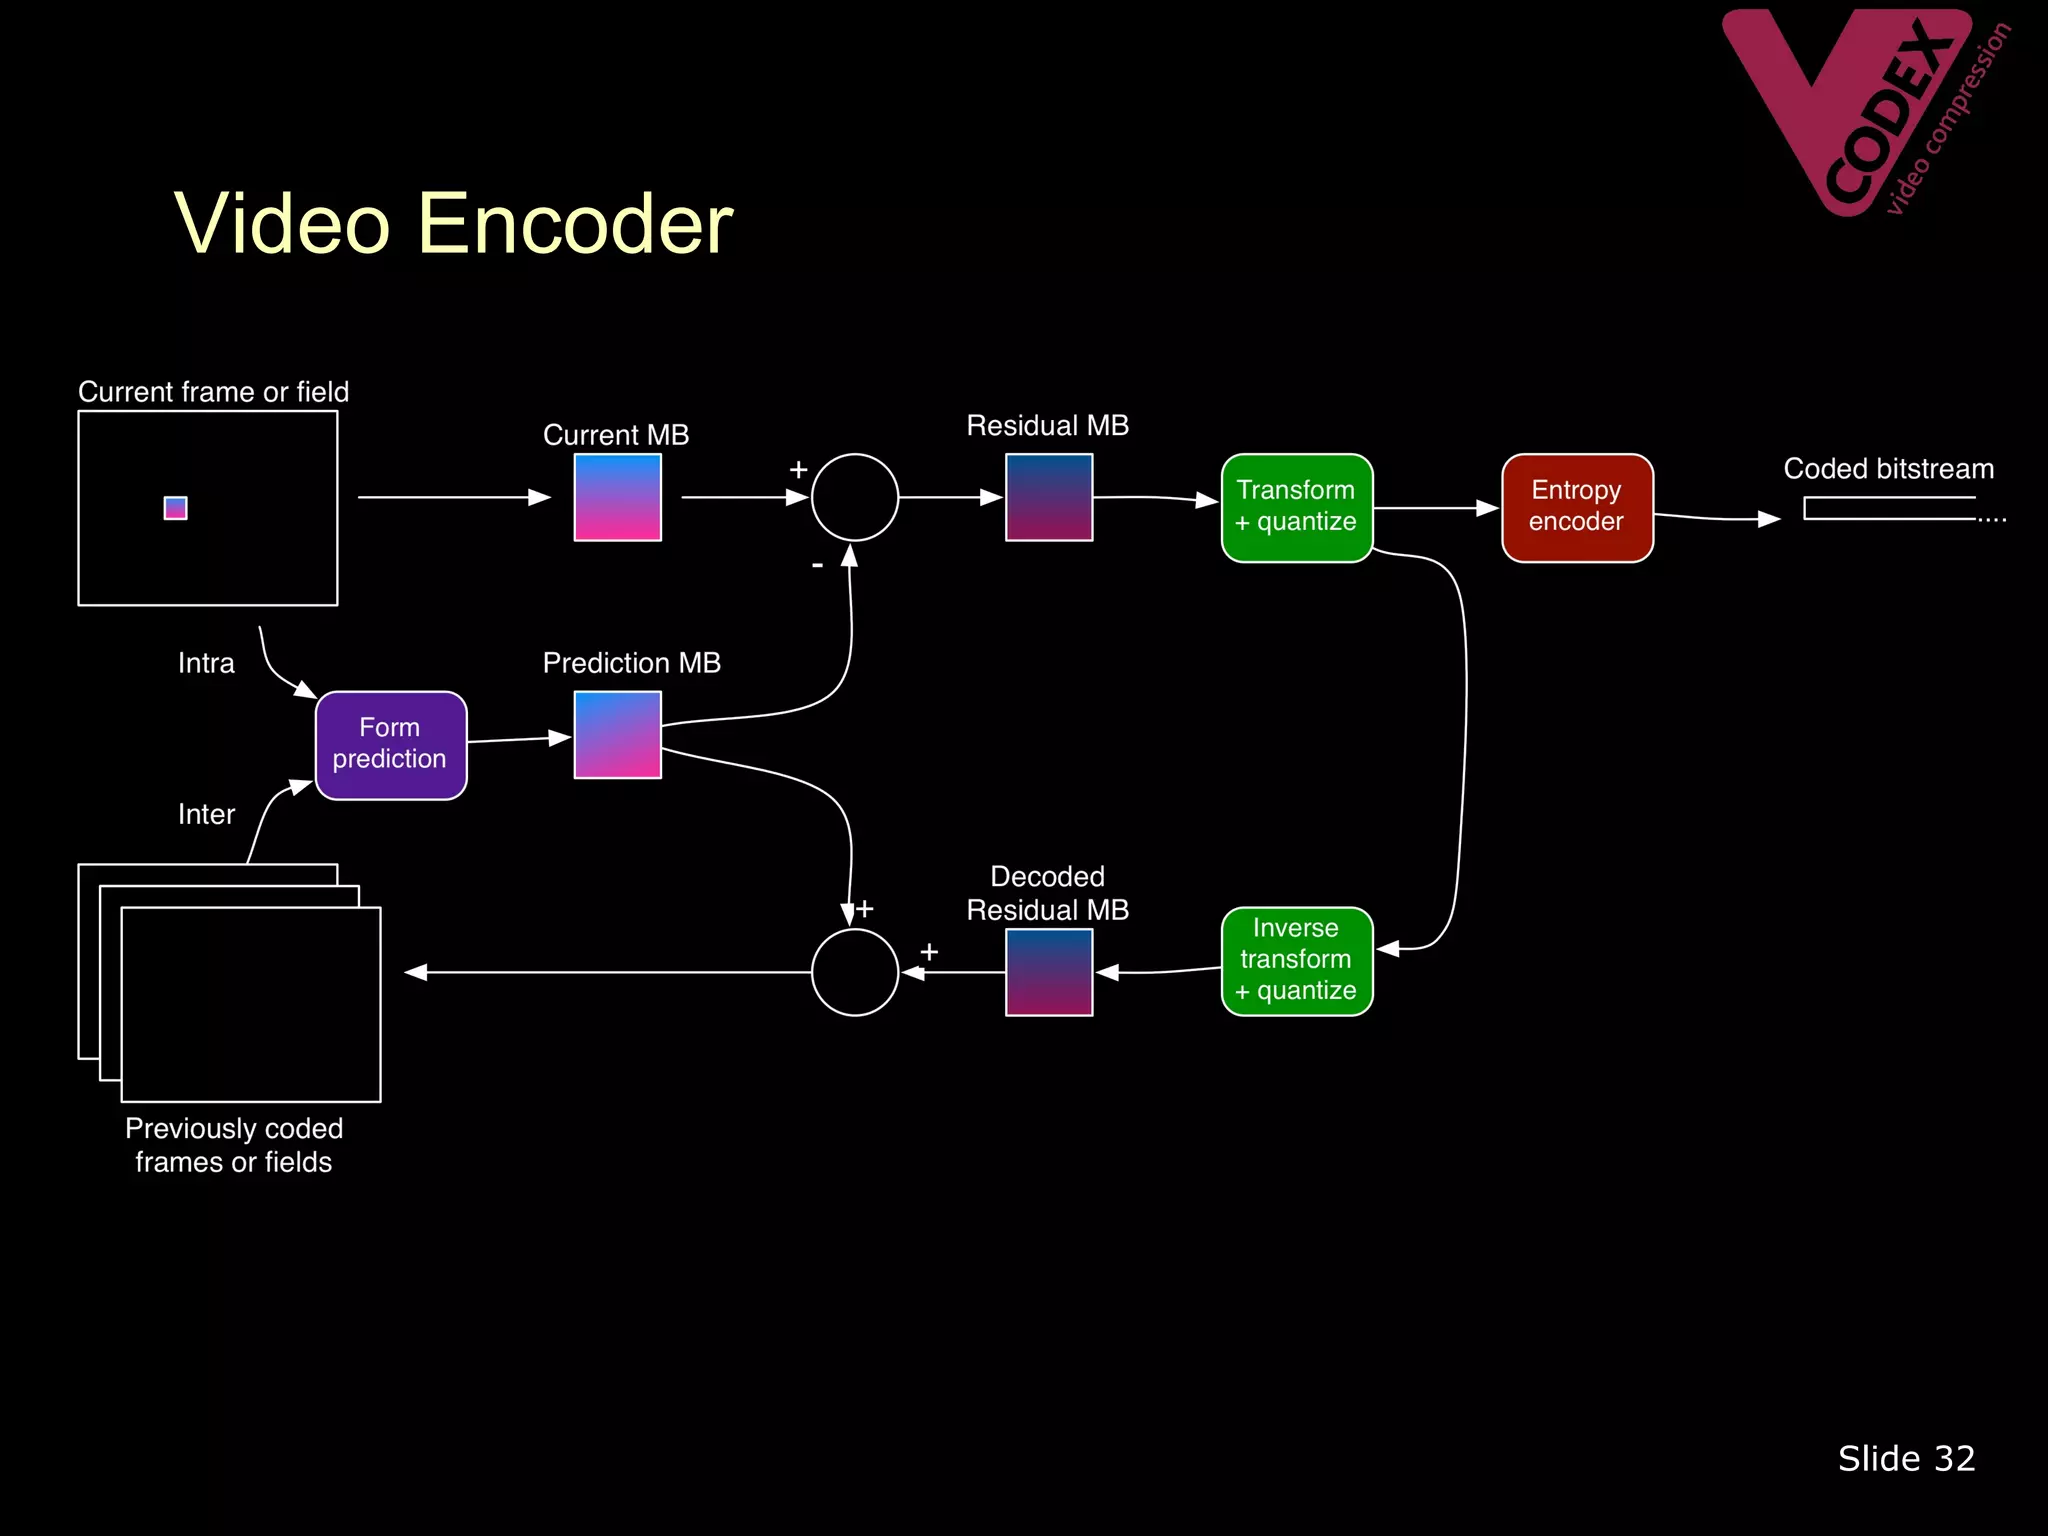 CODEX
video compression
Video Encoder
Current frame or field
Current MB
+
-
Residual MB
Transform
+ quantize
Entropy
encoder
Coded bitstream
....
Intra
Form
prediction
Prediction MB
Inter
Previously coded
frames or fields
+
+
Decoded
Residual MB
Inverse
transform
+ quantize
Slide 32